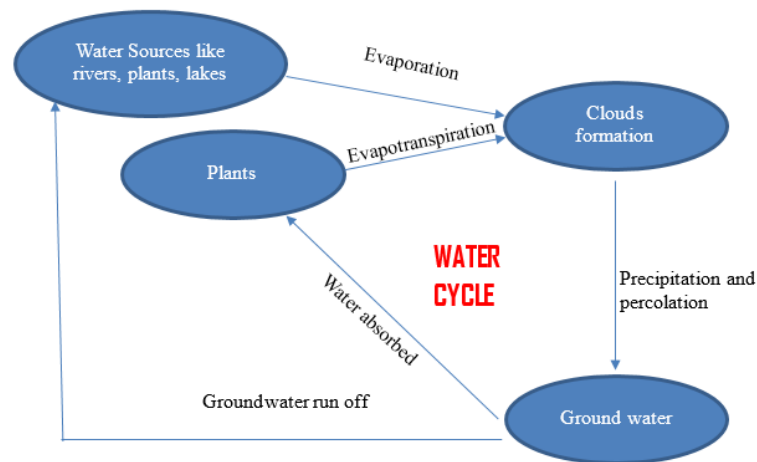 Water Sources like
rivers, plants, lakes
Evaporation
Clouds
formation
Evapotranspiration
Plants
WATER
CYCLE
Precipitation and
percolation
Water absorbed
Groundwater run off
Ground water